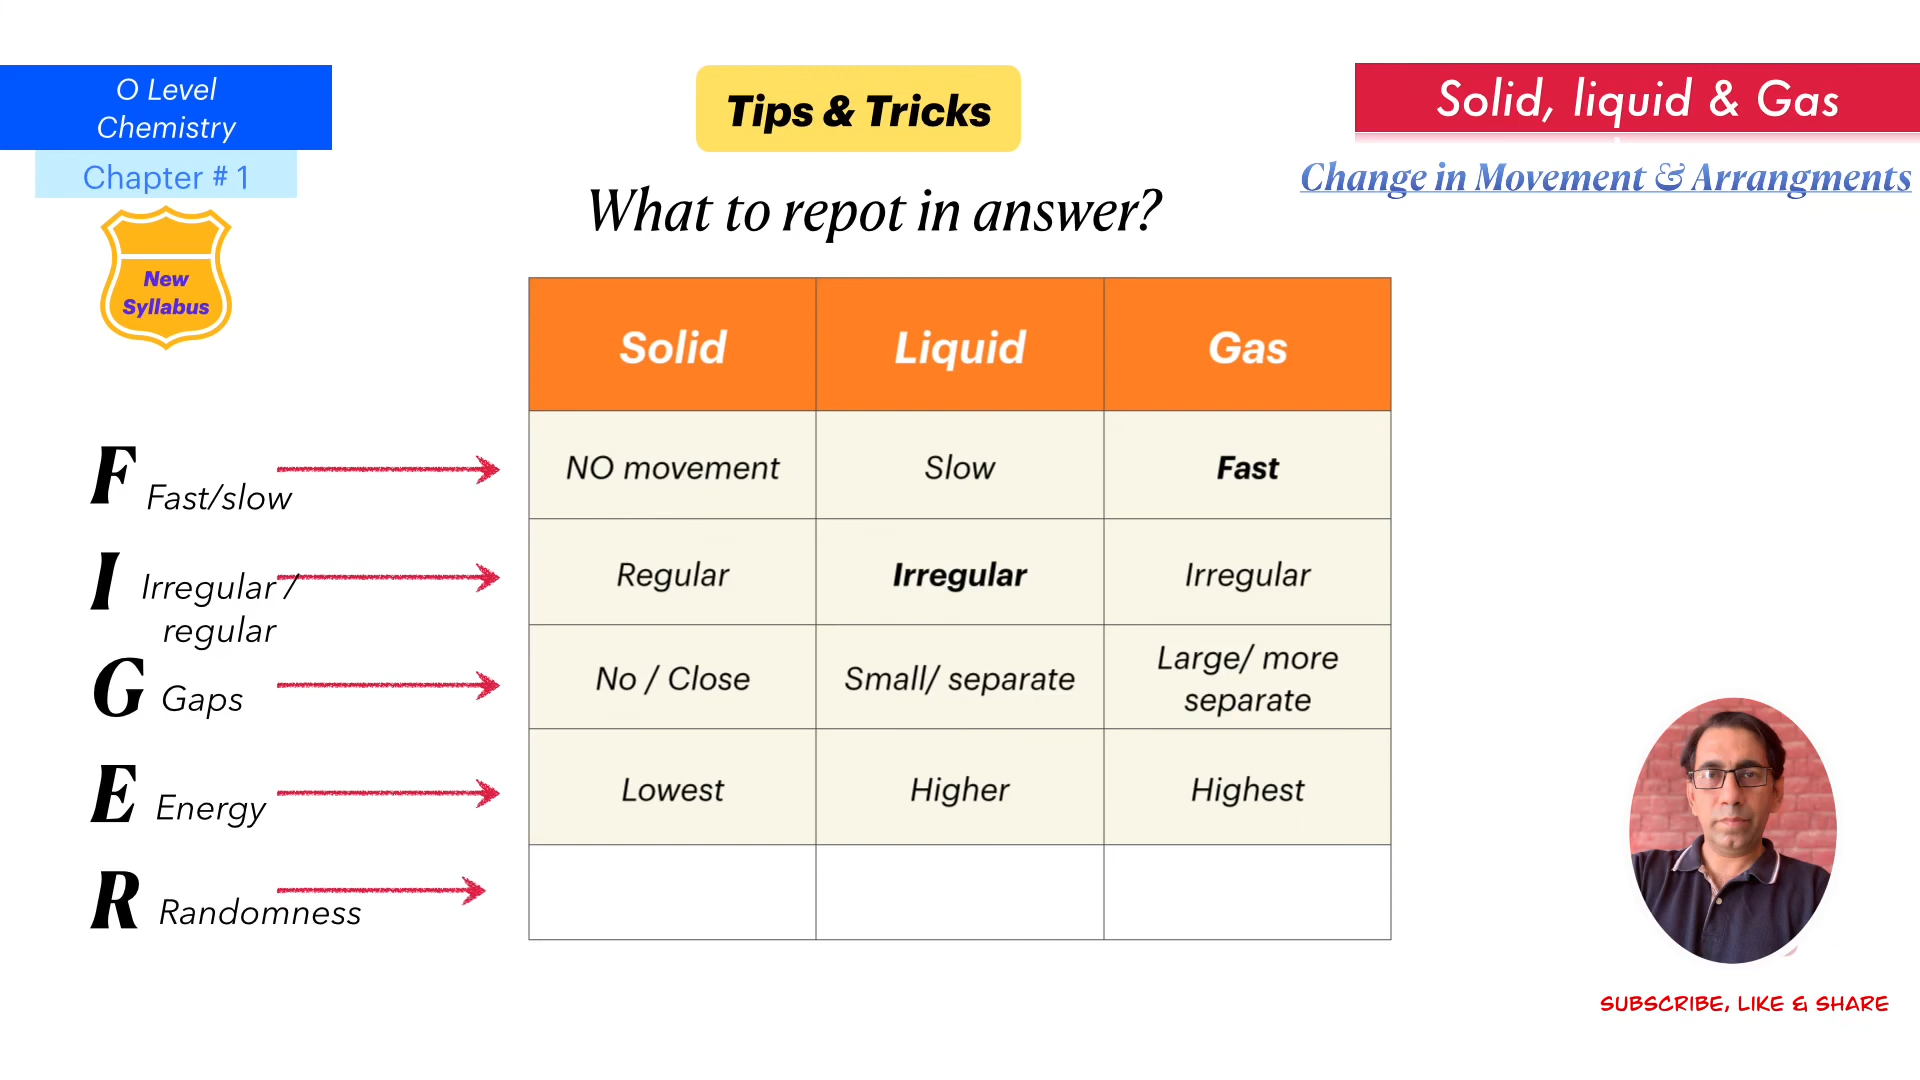 O Level
Chemistry
Chapter # 1
New
Syllabus
Tips & Tricks
What to repot in answer?
Solid, liquid & Gas
Change in Movement & Arrangments
Solid Liquid Gas
F Fast/slow NO movement Slow Fast
I Irregular / Regular Irregular Irregular
regular
G Gaps No / Close Small/ separate Large/ more
separate
E Energy Lowest Higher Highest
R Randomness
SUBSCRIBE, LIKE & SHARE